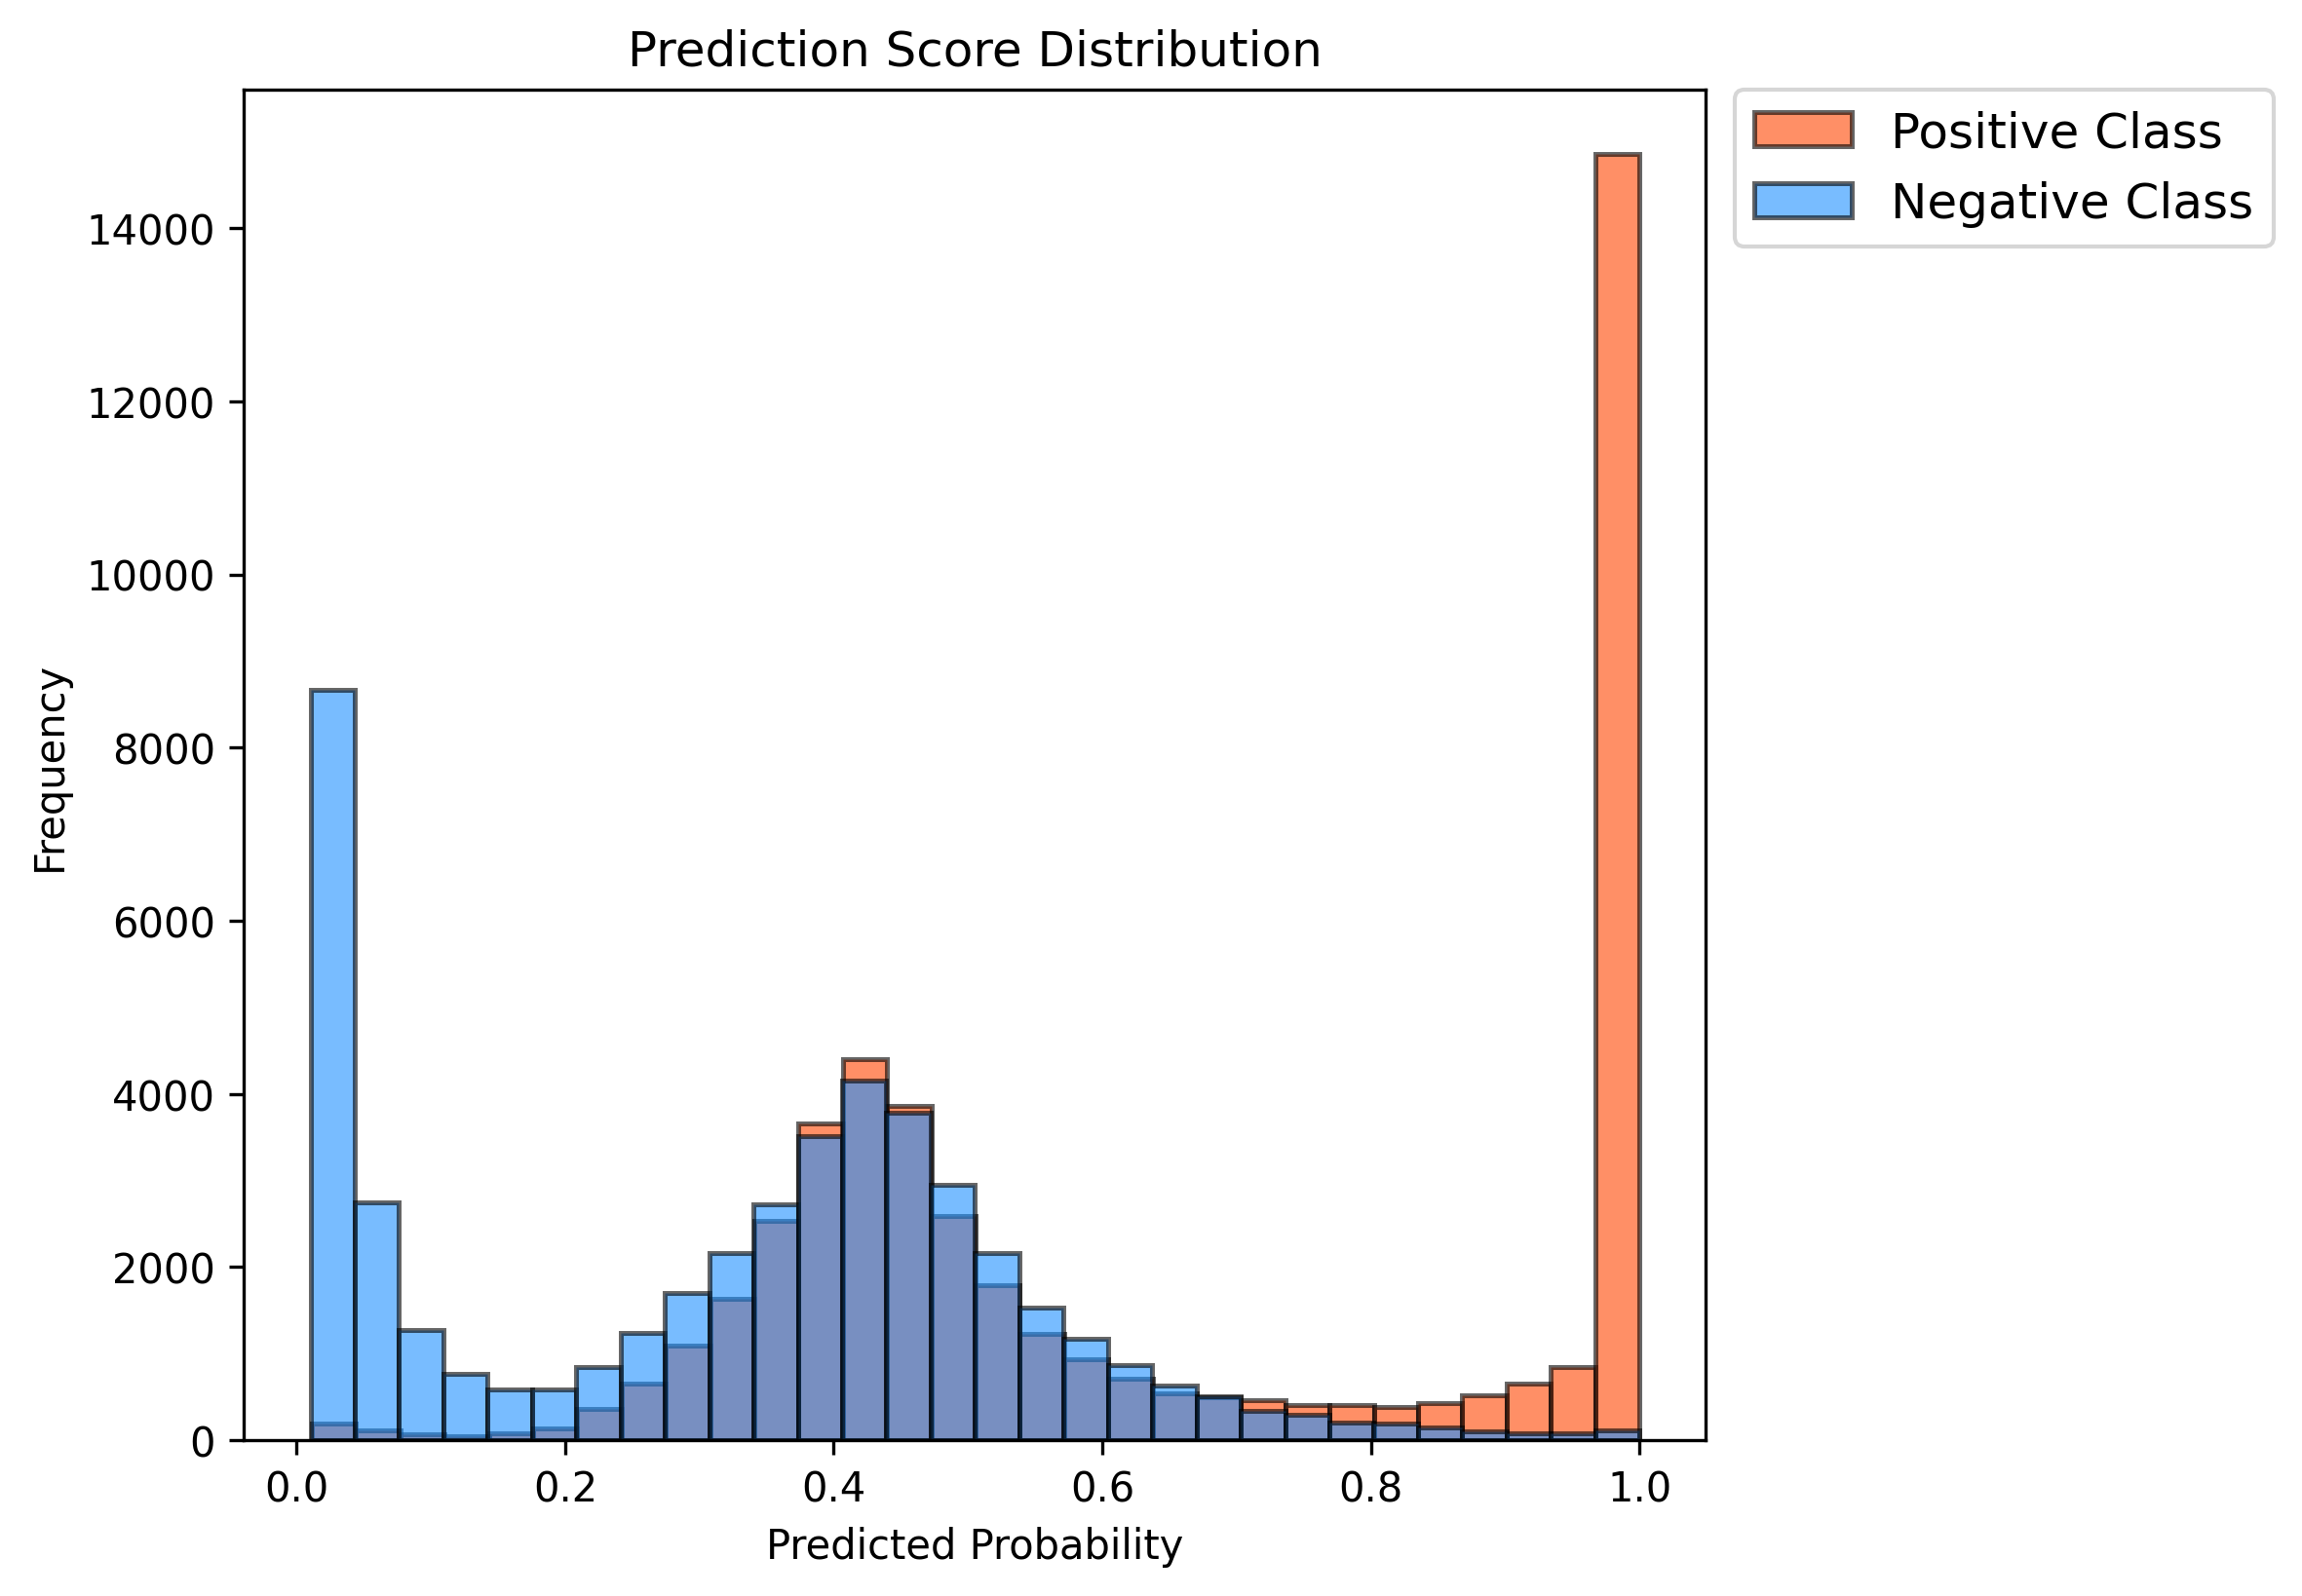 Prediction Score Distribution
Positive Class
Negative Class
14000
12000
10000
8000
6000
4000
2000
0
Frequency
0.0 0.2 0.4 0.6 0.8 1.0
Predicted Probability